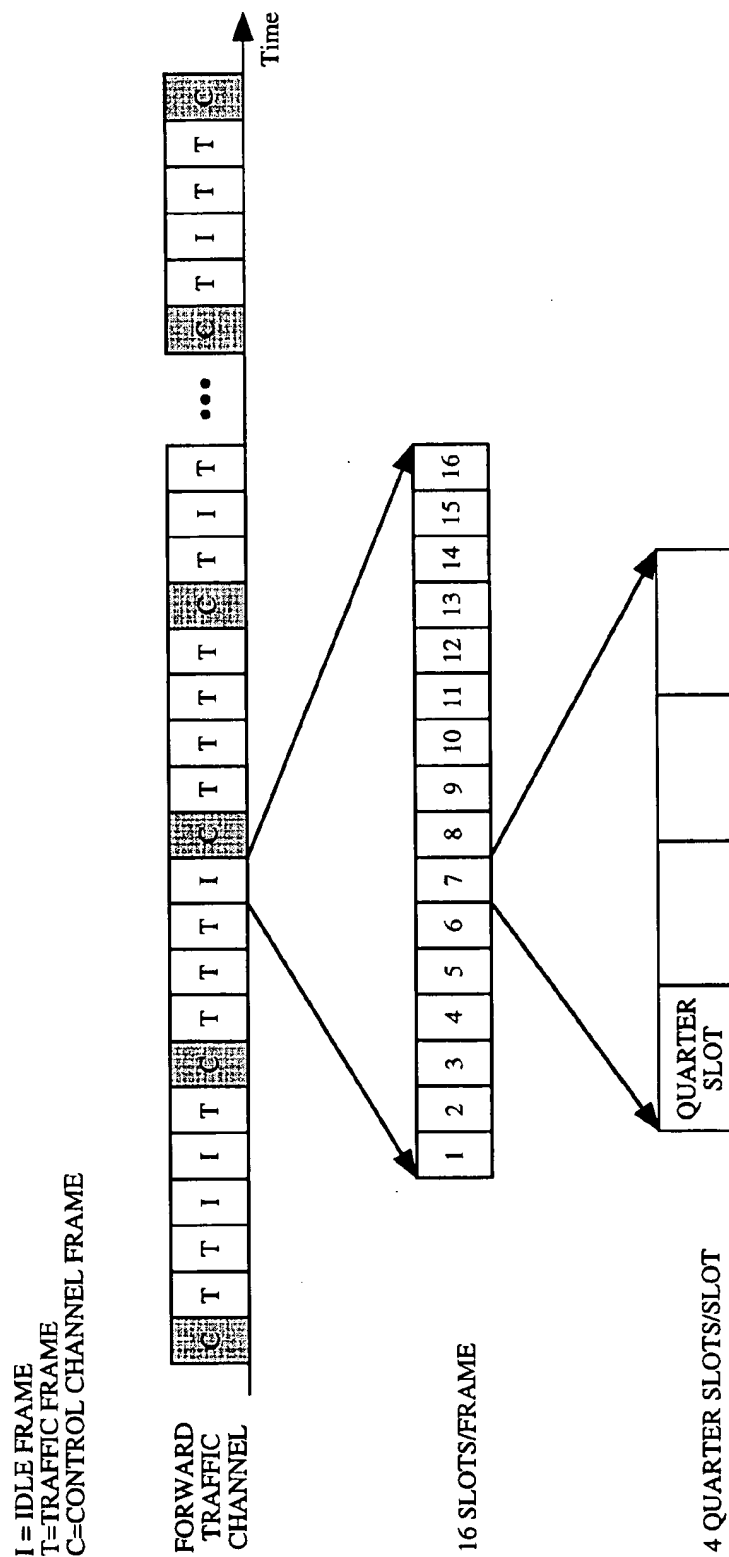 I = IDLE FRAME
T=TRAFFIC FRAME
C=CONTROL CHANNEL FRAME
FORWARD
TRAFFIC
CHANNEL
C T T I I T C T T T I C T T T T C T I T ••• C T I T T C
Time
16 SLOTS/FRAME
1 2 3 4 5 6 7 8 9 10 11 12 13 14 15 16
4 QUARTER SLOTS/SLOT
QUARTER
SLOT